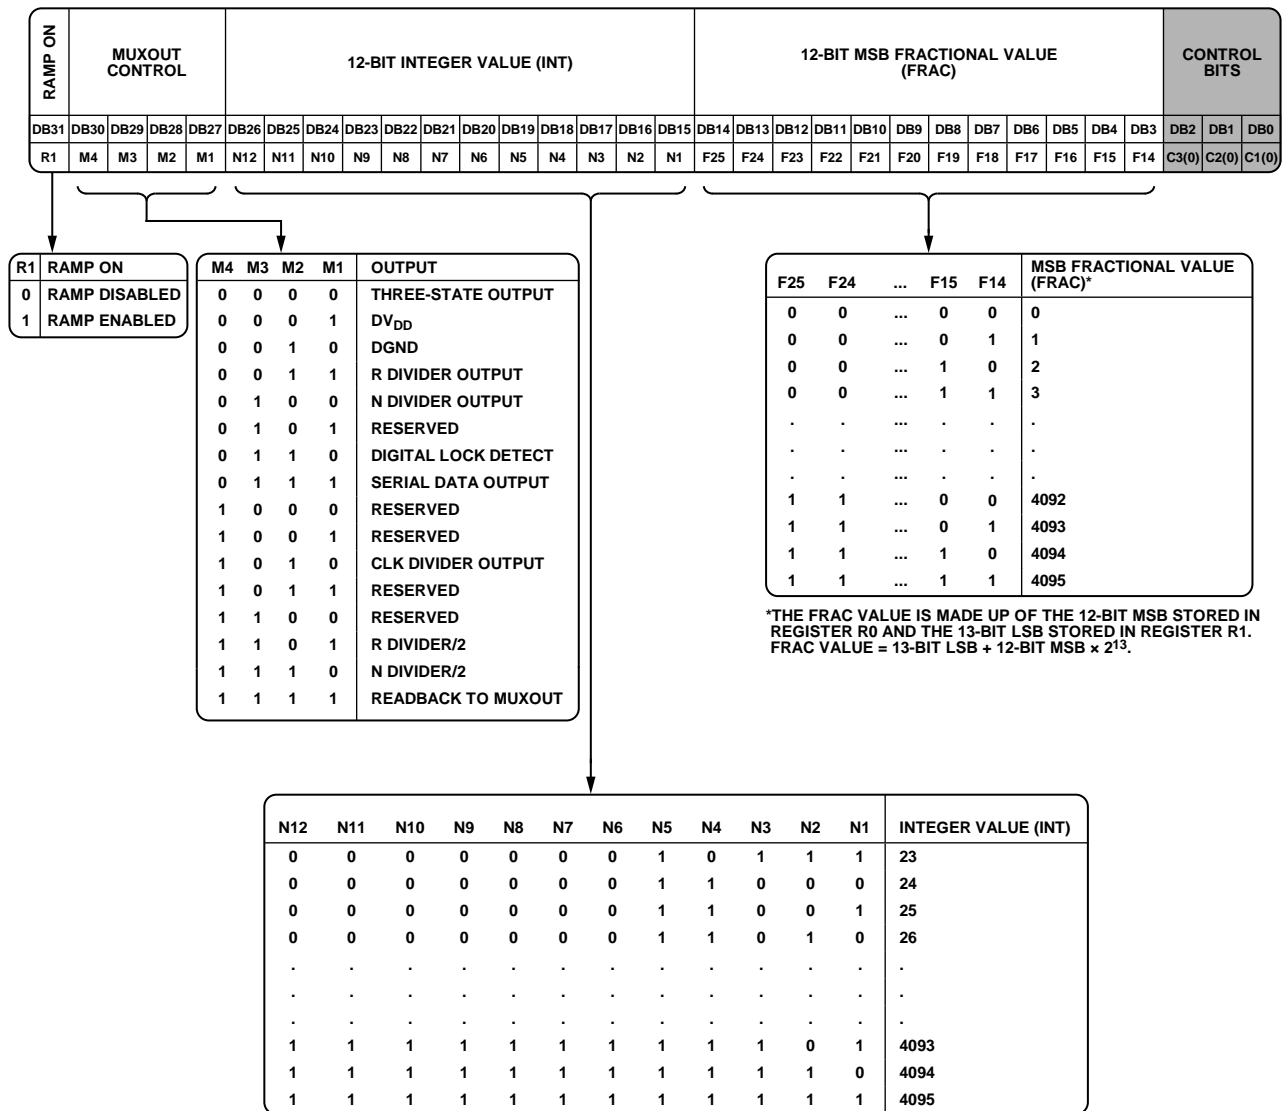 RAMP ON
MUXOUT
CONTROL
12-BIT INTEGER VALUE (INT)
12-BIT MSB FRACTIONAL VALUE
(FRAC)
CONTROL
BITS
DB31 DB30 DB29 DB28 DB27 DB26 DB25 DB24 DB23 DB22 DB21 DB20 DB19 DB18 DB17 DB16 DB15 DB14 DB13 DB12 DB11 DB10 DB9 DB8 DB7 DB6 DB5 DB4 DB3 DB2 DB1 DB0
R1 M4 M3 M2 M1 N12 N11 N10 N9 N8 N7 N6 N5 N4 N3 N2 N1 F25 F24 F23 F22 F21 F20 F19 F18 F17 F16 F15 F14 C3(0) C2(0) C1(0)
R1 RAMP ON
0 RAMP DISABLED
1 RAMP ENABLED
M4 M3 M2 M1 OUTPUT
0 0 0 0 THREE-STATE OUTPUT
0 0 0 1 DVDD
0 0 1 0 DGND
0 0 1 1 R DIVIDER OUTPUT
0 1 0 0 N DIVIDER OUTPUT
0 1 0 1 RESERVED
0 1 1 0 DIGITAL LOCK DETECT
0 1 1 1 SERIAL DATA OUTPUT
1 0 0 0 RESERVED
1 0 0 1 RESERVED
1 0 1 0 CLK DIVIDER OUTPUT
1 0 1 1 RESERVED
1 1 0 0 RESERVED
1 1 0 1 R DIVIDER/2
1 1 1 0 N DIVIDER/2
1 1 1 1 READBACK TO MUXOUT
F25 F24 ... F15 F14 MSB FRACTIONAL VALUE
(FRAC)*
0 0 ... 0 0 0
0 0 ... 0 1 1
0 0 ... 1 0 2
0 0 ... 1 1 3
. . ... . . .
. . ... . . .
. . ... . . .
1 1 ... 0 0 4092
1 1 ... 0 1 4093
1 1 ... 1 0 4094
1 1 ... 1 1 4095
*THE FRAC VALUE IS MADE UP OF THE 12-BIT MSB STORED IN
REGISTER R0 AND THE 13-BIT LSB STORED IN REGISTER R1.
FRAC VALUE = 13-BIT LSB + 12-BIT MSB × 2¹³.
N12 N11 N10 N9 N8 N7 N6 N5 N4 N3 N2 N1 INTEGER VALUE (INT)
0 0 0 0 0 0 0 1 0 1 1 1 23
0 0 0 0 0 0 0 1 1 0 0 0 24
0 0 0 0 0 0 0 1 1 0 0 1 25
0 0 0 0 0 0 0 1 1 0 1 0 26
. . . . . . . . . . . . .
. . . . . . . . . . . . .
. . . . . . . . . . . . .
1 1 1 1 1 1 1 1 1 1 0 1 4093
1 1 1 1 1 1 1 1 1 1 1 0 4094
1 1 1 1 1 1 1 1 1 1 1 1 4095